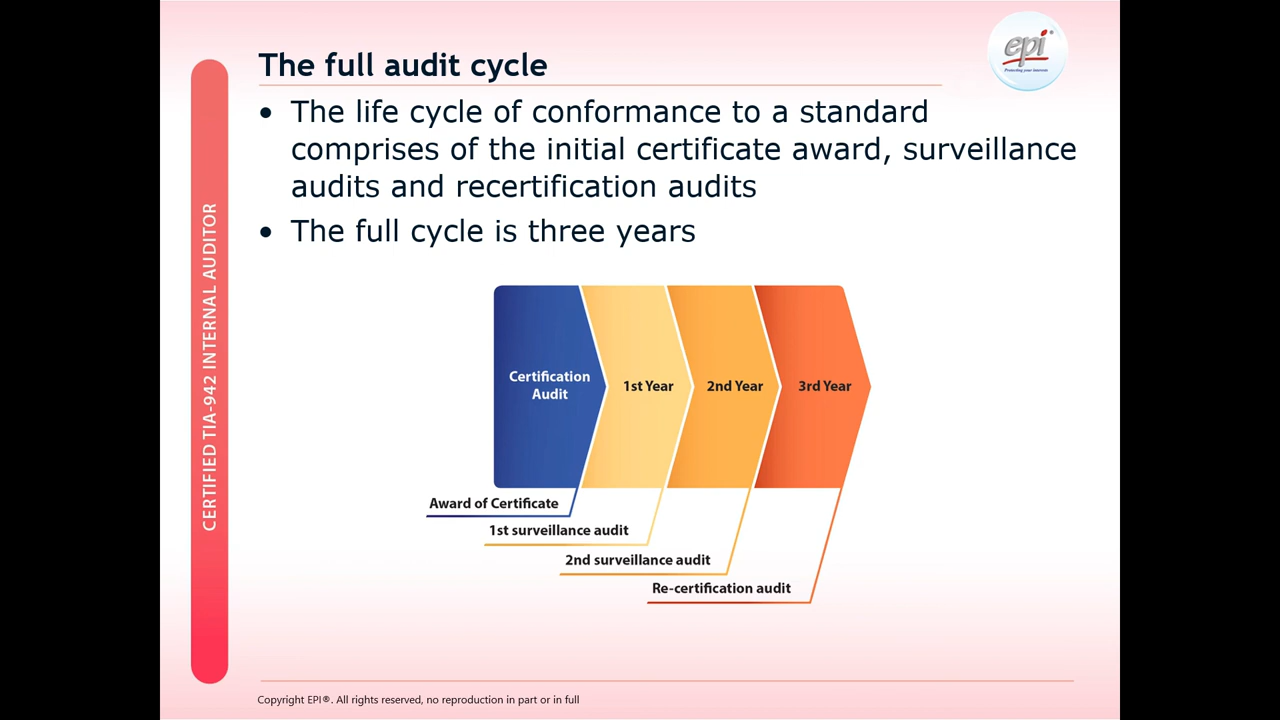 The full audit cycle
epi®
Protecting your interests
• The life cycle of conformance to a standard
comprises of the initial certificate award, surveillance
audits and recertification audits
• The full cycle is three years
CERTIFIED TIA-942 INTERNAL AUDITOR
Certification
Audit
1st Year
2nd Year
3rd Year
Award of Certificate
1st surveillance audit
2nd surveillance audit
Re-certification audit
Copyright EPI®. All rights reserved, no reproduction in part or in full